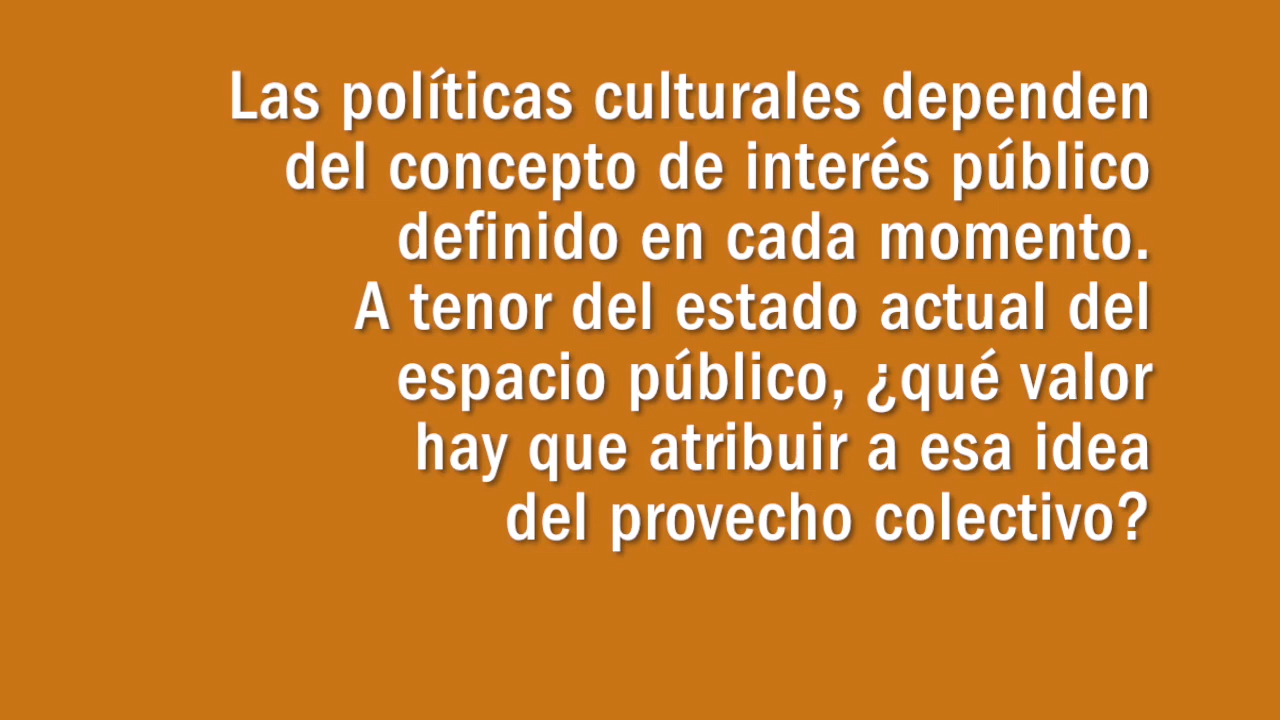 Las políticas culturales dependen
del concepto de interés público
definido en cada momento.
A tenor del estado actual del
espacio público, ¿qué valor
hay que atribuir a esa idea
del provecho colectivo?